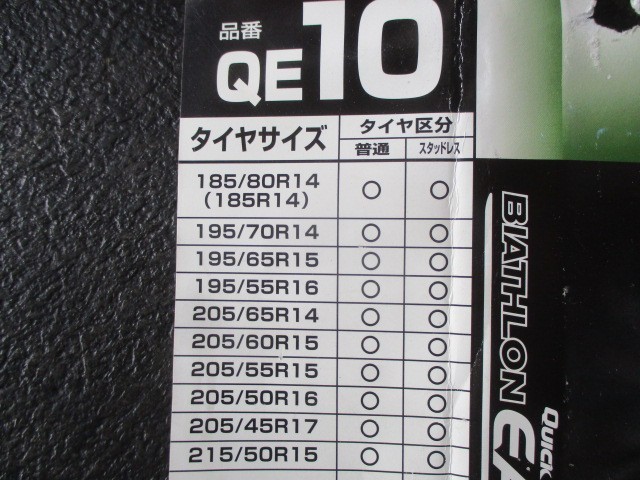 品番
QE10
タイヤサイズ タイヤ区分
普通 スタッドレス
185/80R14
(185R14) ○ ○
195/70R14 ○ ○
195/65R15 ○ ○
195/55R16 ○ ○
205/65R14 ○ ○
205/60R15 ○ ○
205/55R15 ○ ○
205/50R16 ○ ○
205/45R17 ○ ○
215/50R15 ○ ○
BIATHLON
QUICK